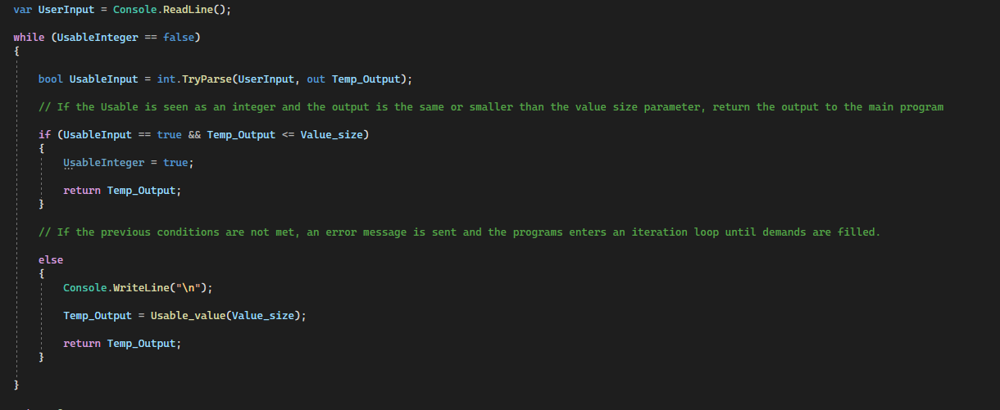 var UserInput = Console.ReadLine();
while (UsableInteger == false)
{
bool UsableInput = int.TryParse(UserInput, out Temp_Output);
// If the Usable is seen as an integer and the output is the same or smaller than the value size parameter, return the output to the main program
if (UsableInput == true && Temp_Output <= Value_size)
{
UsableInteger = true;
return Temp_Output;
}
// If the previous conditions are not met, an error message is sent and the programs enters an iteration loop until demands are filled.
else
{
Console.WriteLine("\n");
Temp_Output = Usable_value(Value_size);
return Temp_Output;
}
}